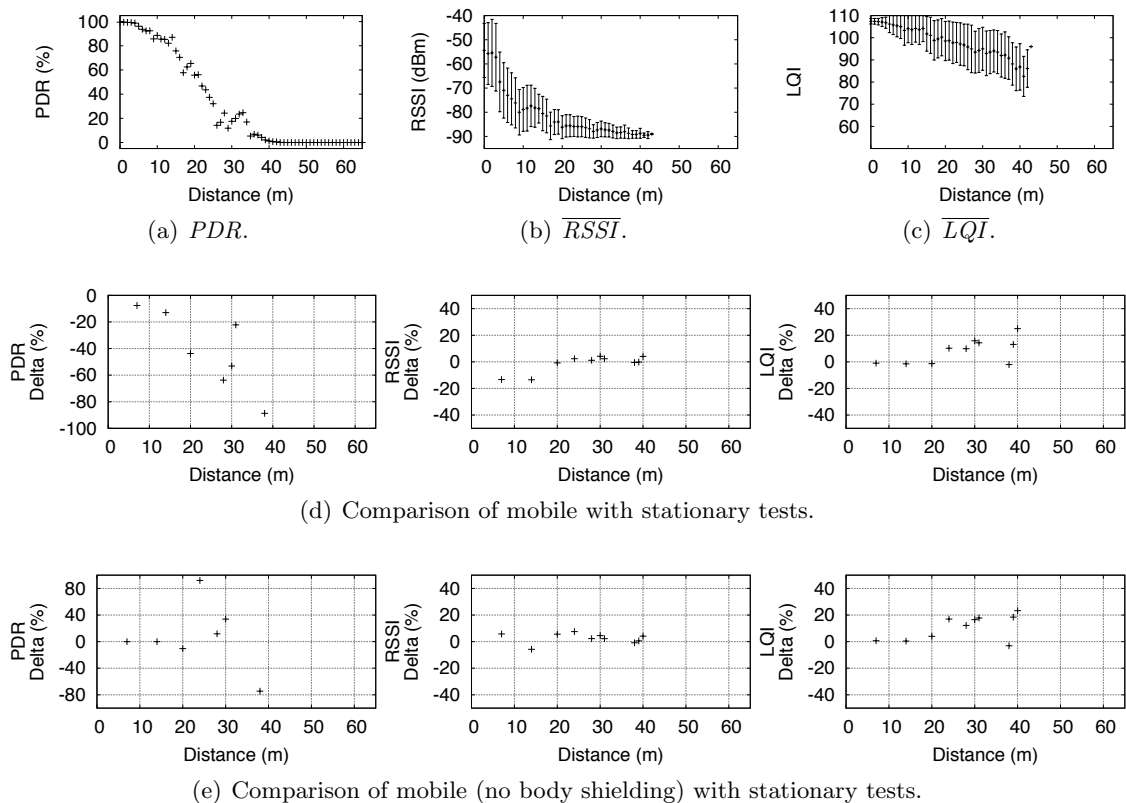 PDR (%)
100
80
60
40
20
0
0 10 20 30 40 50 60
Distance (m)
(a) PDR.
RSSI (dBm)
-40
-50
-60
-70
-80
-90
0 10 20 30 40 50 60
Distance (m)
(b) RSSI.
LQI
110
100
90
80
70
60
0 10 20 30 40 50 60
Distance (m)
(c) LQI.
PDR
Delta (%)
0
-20
-40
-60
-80
-100
0 10 20 30 40 50 60
Distance (m)
RSSI
Delta (%)
40
20
0
-20
-40
0 10 20 30 40 50 60
Distance (m)
LQI
Delta (%)
40
20
0
-20
-40
0 10 20 30 40 50 60
Distance (m)
(d) Comparison of mobile with stationary tests.
PDR
Delta (%)
80
40
0
-40
-80
0 10 20 30 40 50 60
Distance (m)
RSSI
Delta (%)
40
20
0
-20
-40
0 10 20 30 40 50 60
Distance (m)
LQI
Delta (%)
40
20
0
-20
-40
0 10 20 30 40 50 60
Distance (m)
(e) Comparison of mobile (no body shielding) with stationary tests.